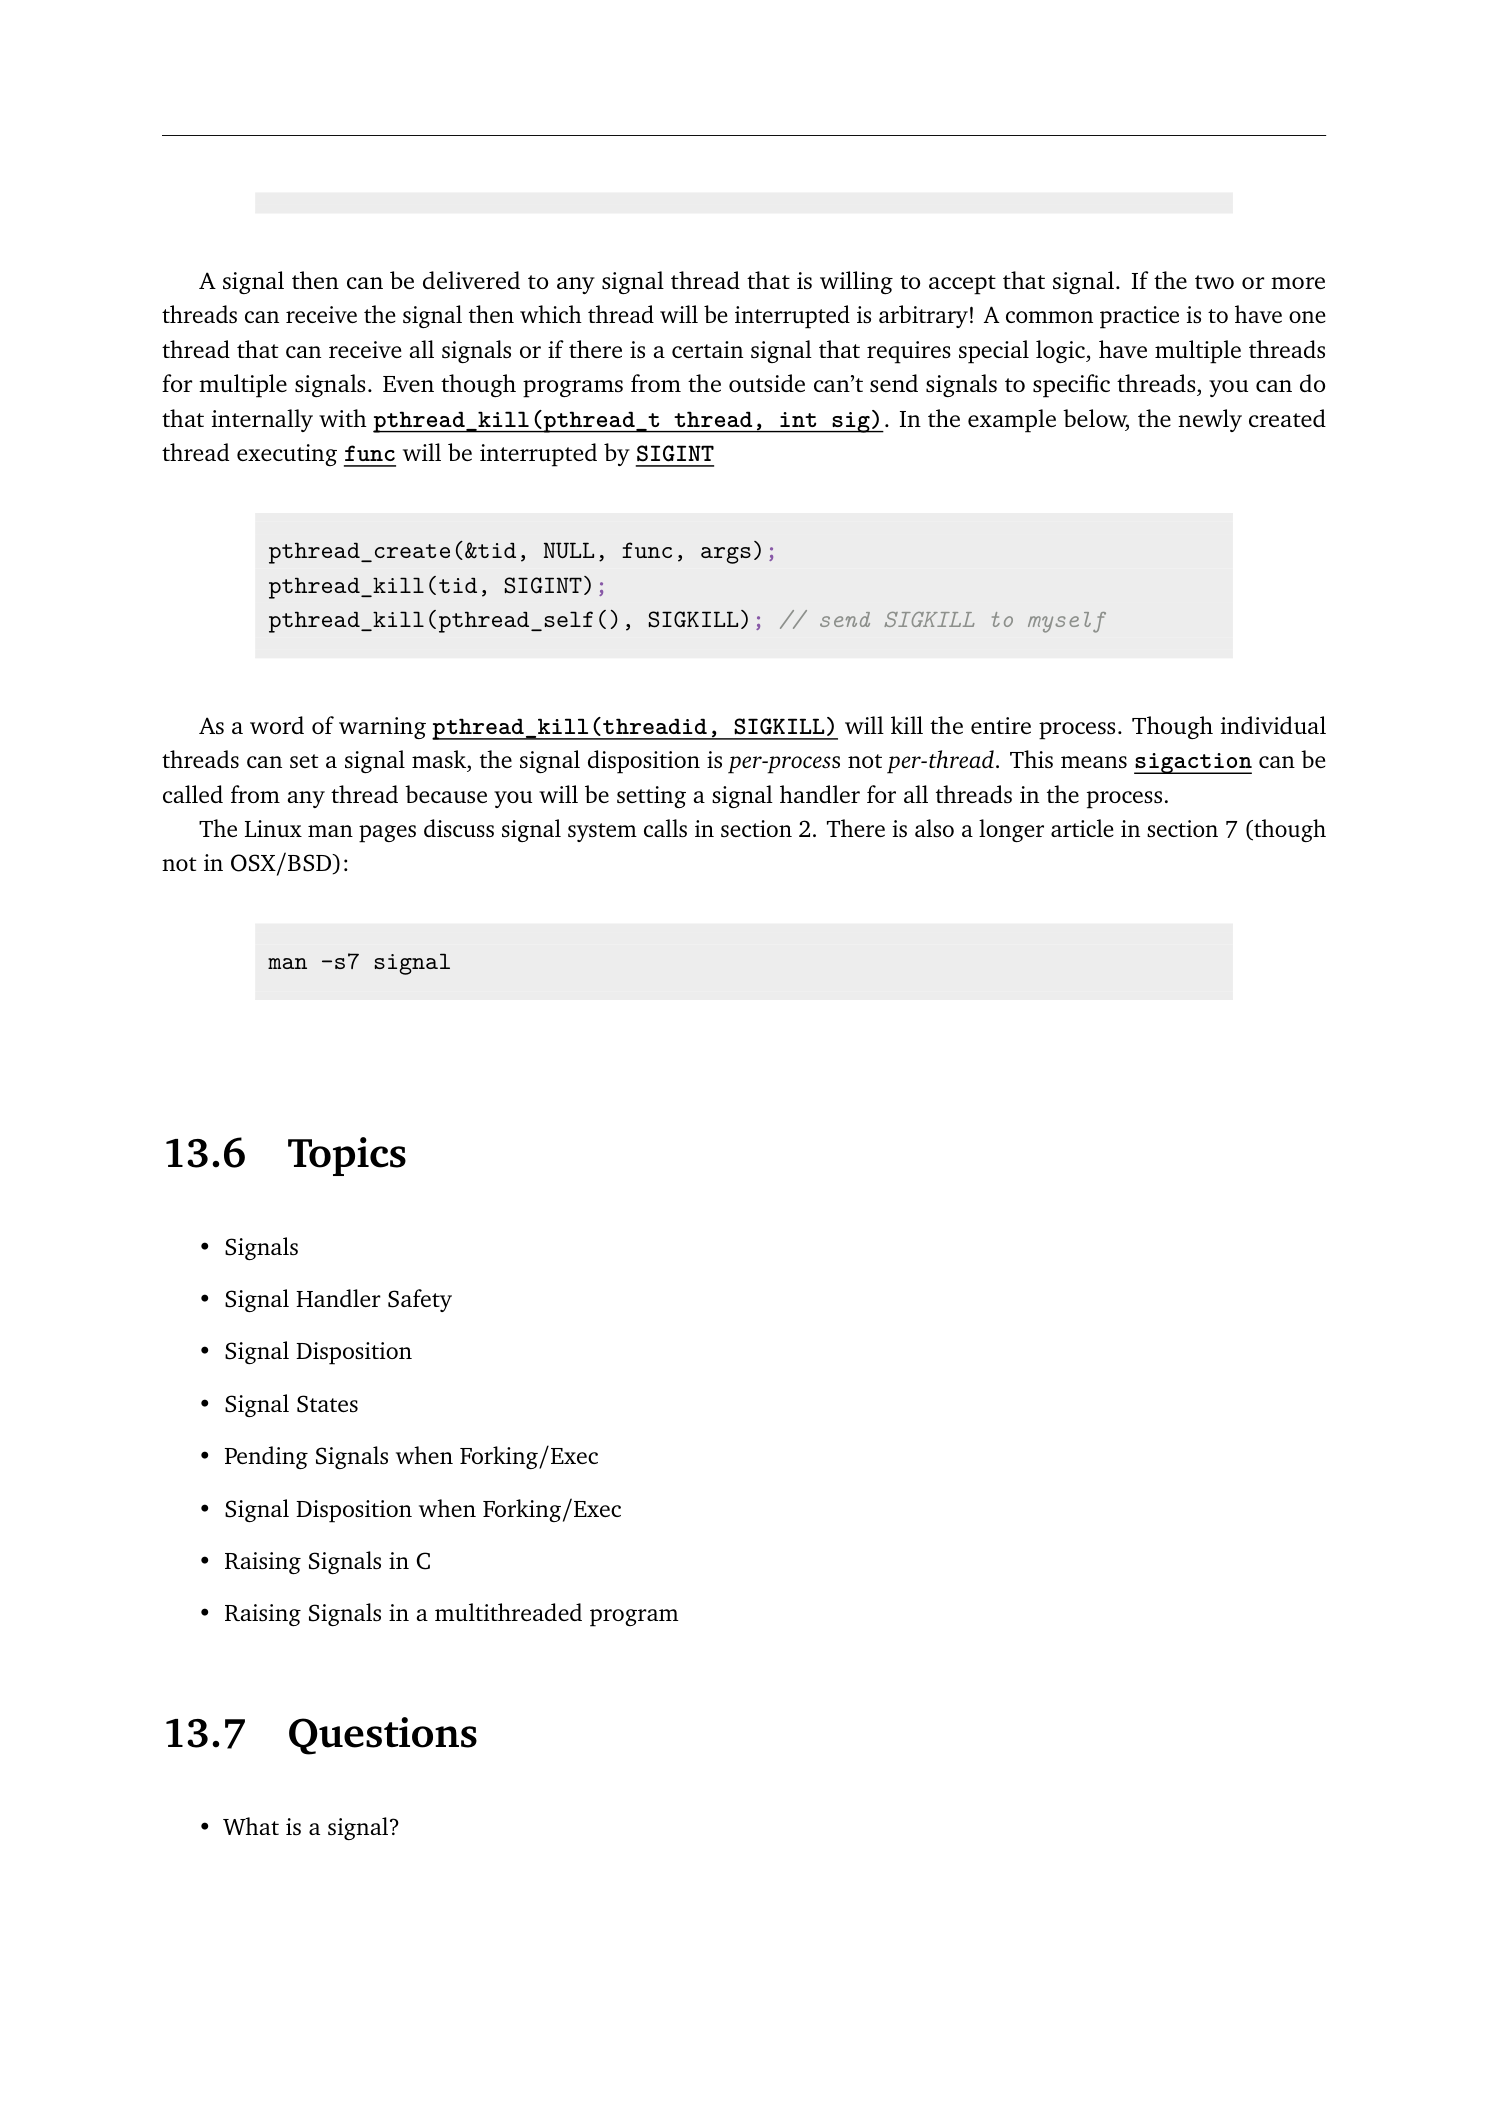 A signal then can be delivered to any signal thread that is willing to accept that signal. If the two or more
threads can receive the signal then which thread will be interrupted is arbitrary! A common practice is to have one
thread that can receive all signals or if there is a certain signal that requires special logic, have multiple threads
for multiple signals. Even though programs from the outside can’t send signals to specific threads, you can do
that internally with pthread_kill(pthread_t thread, int sig). In the example below, the newly created
thread executing func will be interrupted by SIGINT
pthread_create(&tid, NULL, func, args);
pthread_kill(tid, SIGINT);
pthread_kill(pthread_self(), SIGKILL); // send SIGKILL to myself
As a word of warning pthread_kill(threadid, SIGKILL) will kill the entire process. Though individual
threads can set a signal mask, the signal disposition is per-process not per-thread. This means sigaction can be
called from any thread because you will be setting a signal handler for all threads in the process.
The Linux man pages discuss signal system calls in section 2. There is also a longer article in section 7 (though
not in OSX/BSD):
man -s7 signal
13.6 Topics
• Signals
• Signal Handler Safety
• Signal Disposition
• Signal States
• Pending Signals when Forking/Exec
• Signal Disposition when Forking/Exec
• Raising Signals in C
• Raising Signals in a multithreaded program
13.7 Questions
• What is a signal?